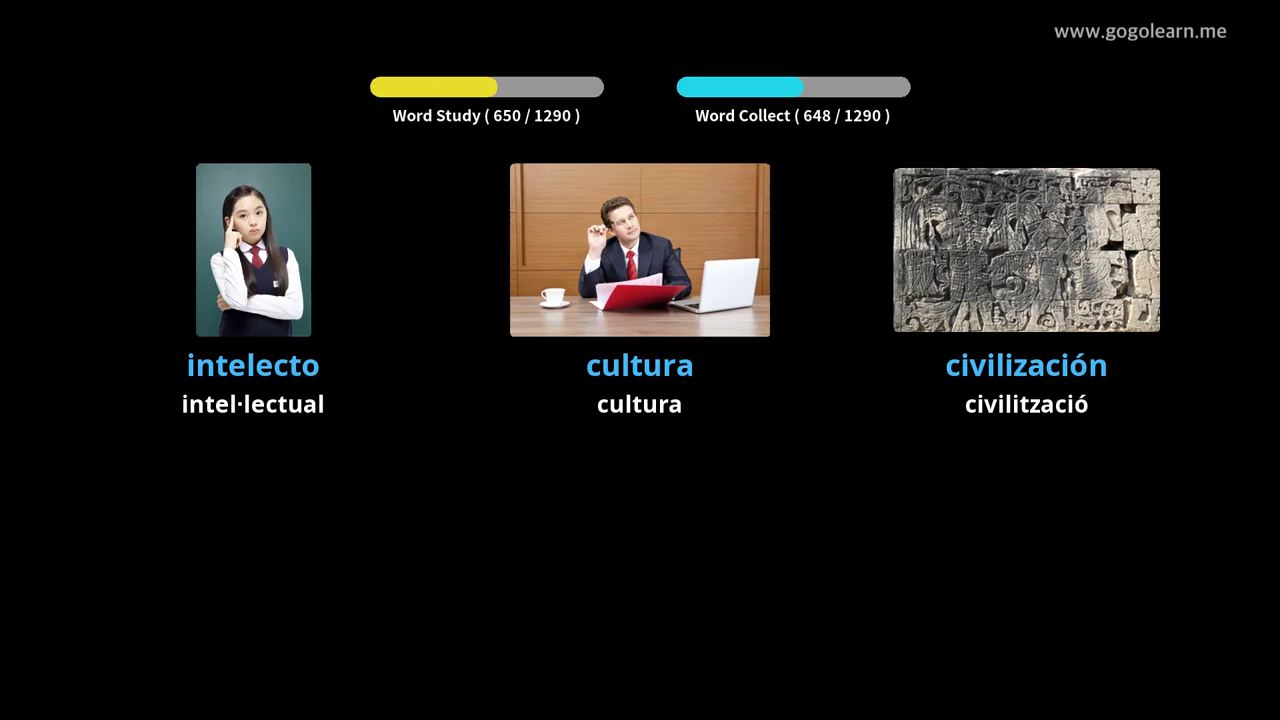 www.gogolearn.me
Word Study ( 650 / 1290 )
Word Collect ( 648 / 1290 )
intelecto
cultura
civilización
intel·lectual
cultura
civilització